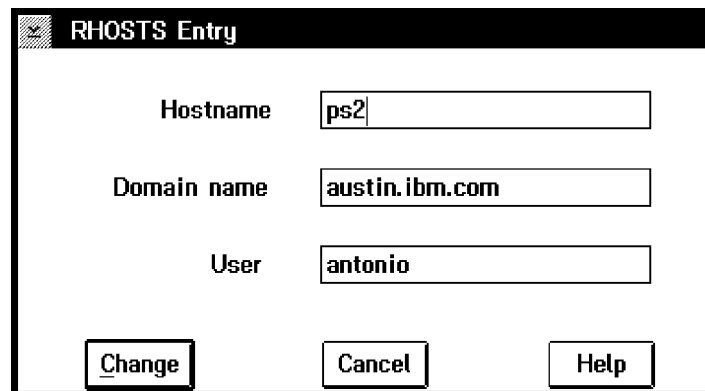 RHOSTS Entry
Hostname ps2
Domain name austin.ibm.com
User antonio
Change Cancel Help